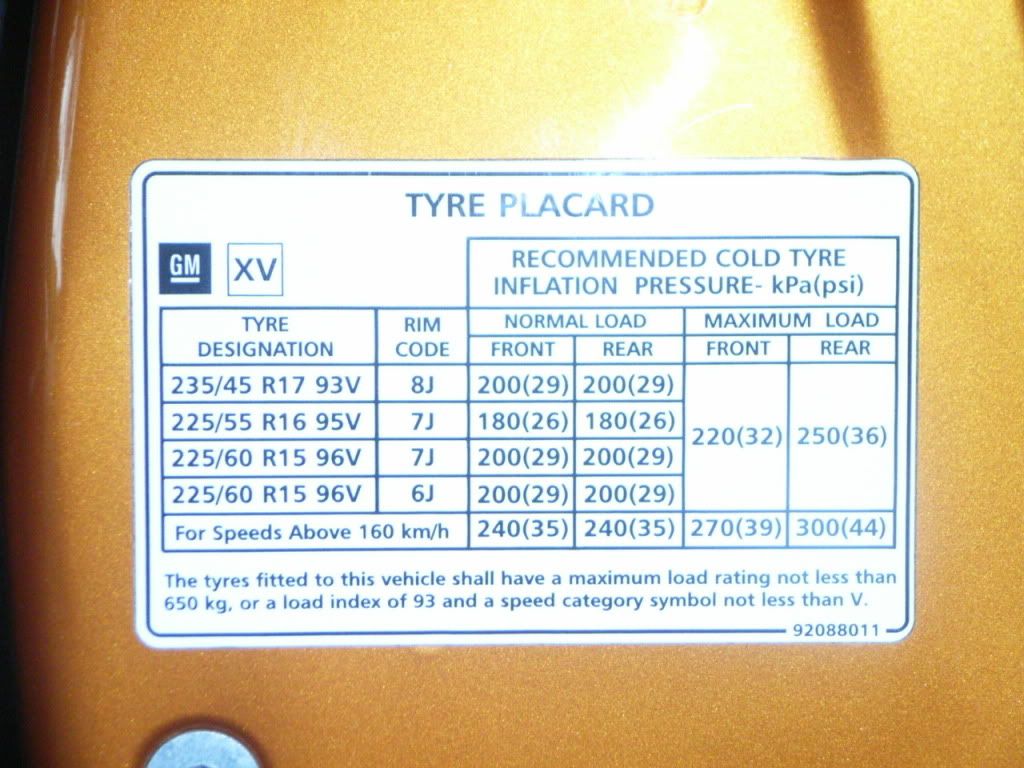 TYRE PLACARD
GM XV
RECOMMENDED COLD TYRE
INFLATION PRESSURE- kPa(psi)
TYRE DESIGNATION RIM CODE NORMAL LOAD MAXIMUM LOAD
FRONT REAR FRONT REAR
235/45 R17 93V 8J 200(29) 200(29)
225/55 R16 95V 7J 180(26) 180(26) 220(32) 250(36)
225/60 R15 96V 7J 200(29) 200(29)
225/60 R15 96V 6J 200(29) 200(29)
For Speeds Above 160 km/h 240(35) 240(35) 270(39) 300(44)
The tyres fitted to this vehicle shall have a maximum load rating not less than
650 kg, or a load index of 93 and a speed category symbol not less than V.
92088011